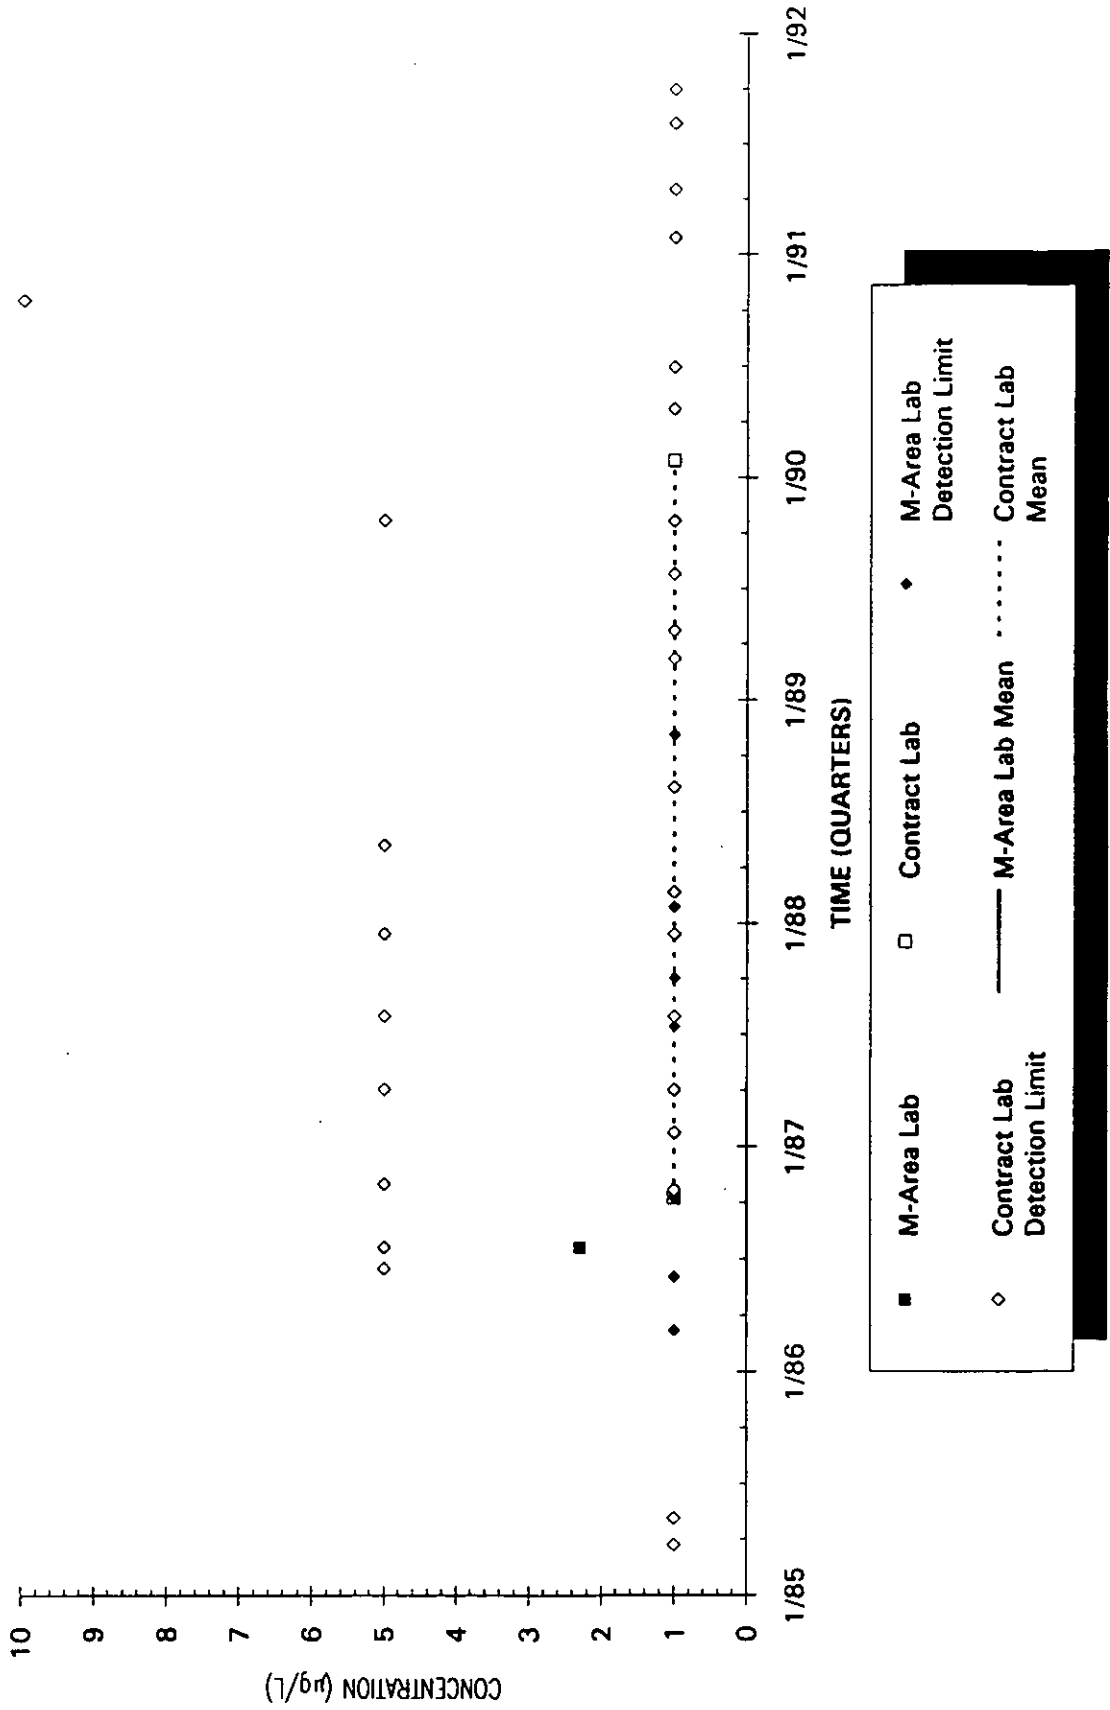 CONCENTRATION (µg/L)
10
9
8
7
6
5
4
3
2
1
0
1/85
1/86
1/87
1/88
1/89
1/90
1/91
1/92
TIME (QUARTERS)
M-Area Lab
Contract Lab
M-Area Lab
Detection Limit
Contract Lab
Detection Limit
M-Area Lab Mean
Contract Lab
Mean